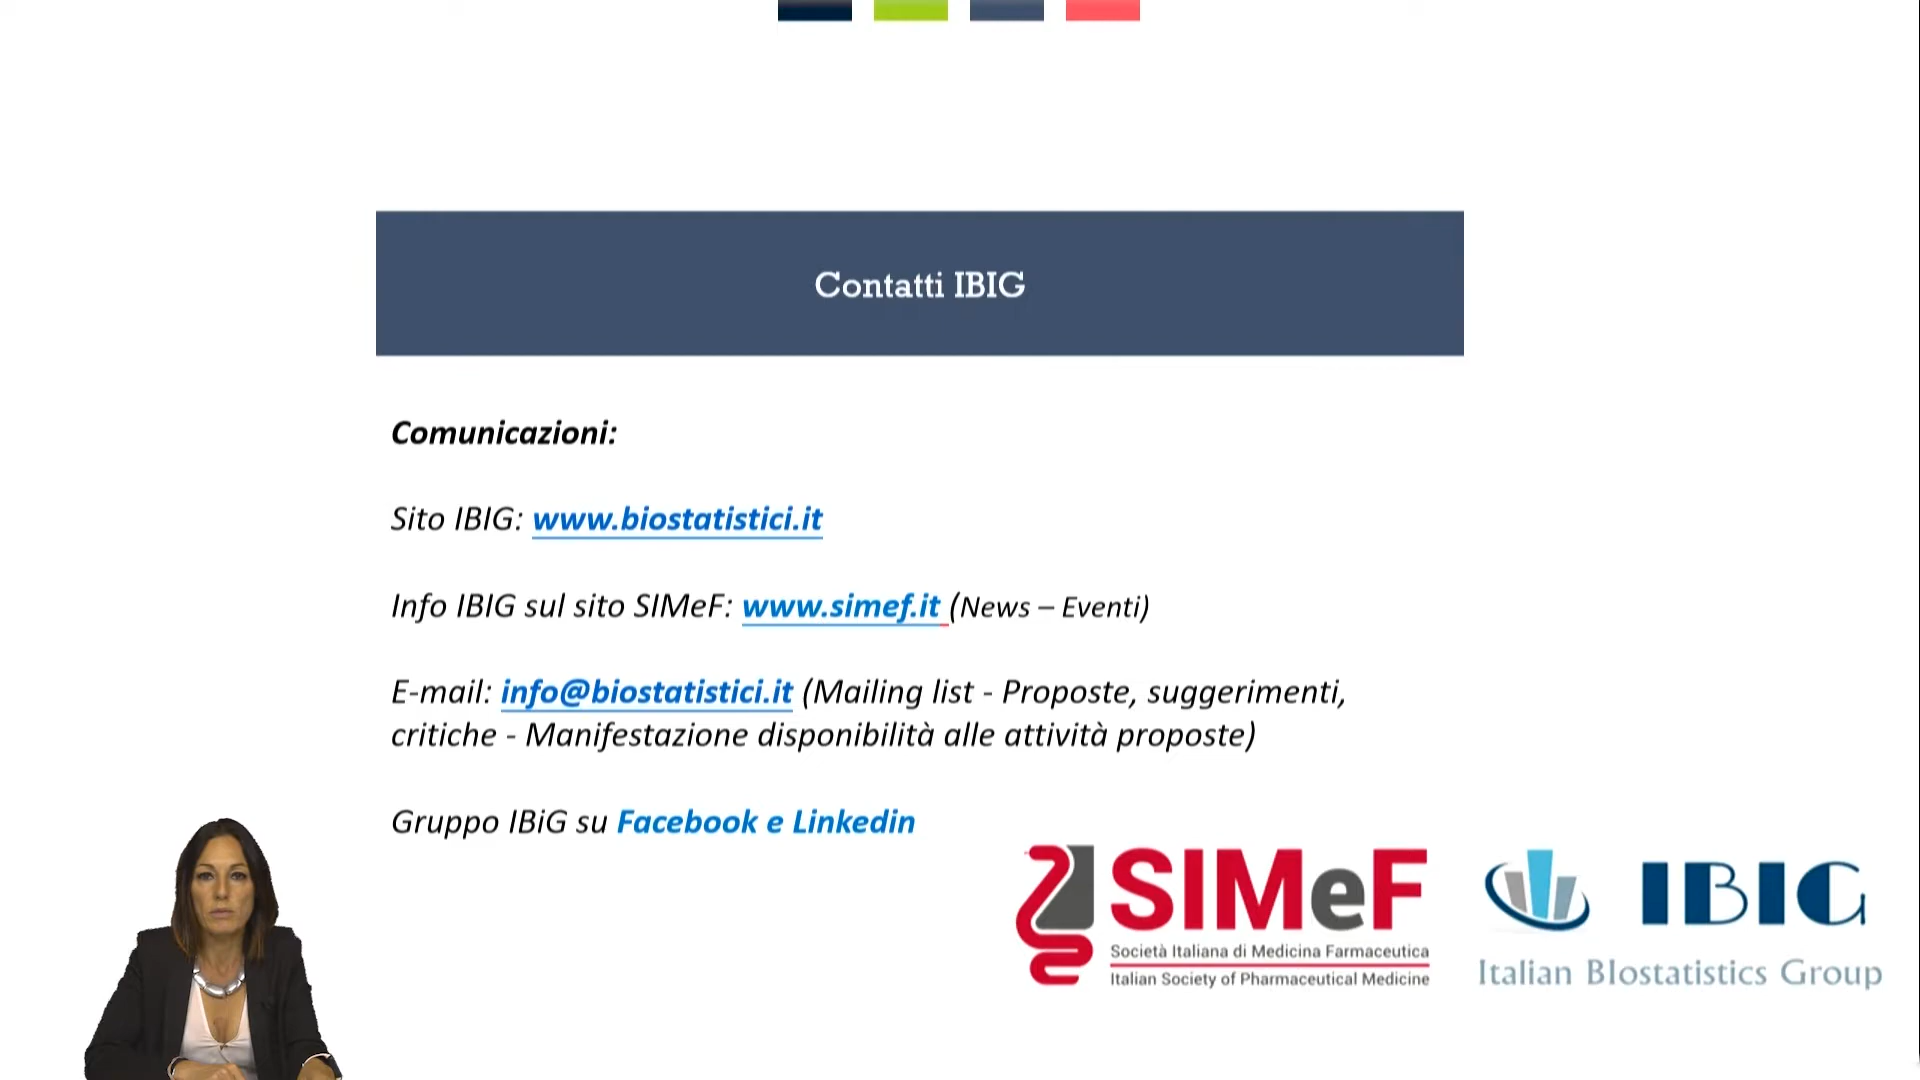 Contatti IBIG
Comunicazioni:
Sito IBIG: www.biostatistici.it
Info IBIG sul sito SIMeF: www.simef.it (News – Eventi)
E-mail: info@biostatistici.it (Mailing list - Proposte, suggerimenti,
critiche - Manifestazione disponibilità alle attività proposte)
Gruppo IBiG su Facebook e Linkedin
SIMeF
Società Italiana di Medicina Farmaceutica
Italian Society of Pharmaceutical Medicine
IBIG
Italian BIostatistics Group